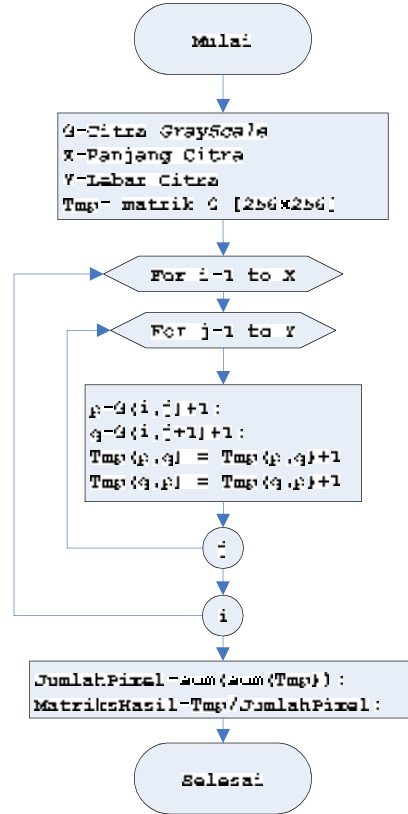 Mulai
G=Citra GrayScale
X=Panjang Citra
Y=Lebar Citra
Tmp= matrik 0 [256x256]
For i=1 to X
For j=1 to Y
p=G(i,j)+1;
q=G(i,j+1)+1;
Tmp(p,q) = Tmp(p,q)+1
Tmp(q,p) = Tmp(q,p)+1
j
i
JumlahPixel=sum(sum(Tmp));
MatriksHasil=Tmp/JumlahPixel;
Selesai